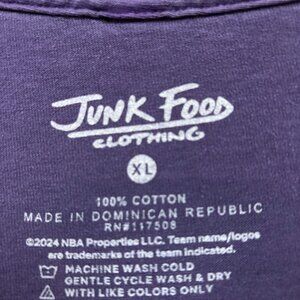 JUNK FOOD
CLOTHING
XL
100% COTTON
MADE IN DOMINICAN REPUBLIC
RN#117508
©2024 NBA Properties LLC. Team name/logos
are trademarks of the team indicated.
MACHINE WASH COLD
GENTLE CYCLE WASH & DRY
WITH LIKE COLORS ONLY